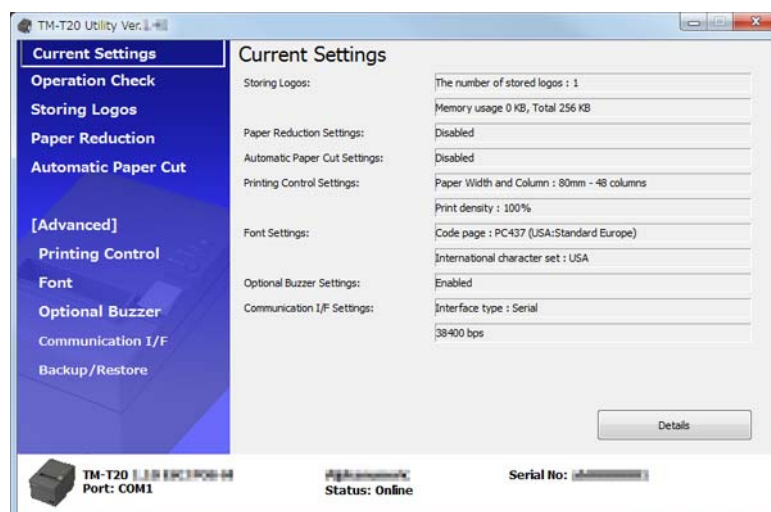 TM-T20 Utility Ver.
Current Settings
Operation Check
Storing Logos
Paper Reduction
Automatic Paper Cut
[Advanced]
Printing Control
Font
Optional Buzzer
Communication I/F
Backup/Restore
Current Settings
Storing Logos: The number of stored logos : 1
Memory usage 0 KB, Total 256 KB
Paper Reduction Settings: Disabled
Automatic Paper Cut Settings: Disabled
Printing Control Settings: Paper Width and Column : 80mm - 48 columns
Print density : 100%
Font Settings: Code page : PC437 (USA:Standard Europe)
International character set : USA
Optional Buzzer Settings: Enabled
Communication I/F Settings: Interface type : Serial
38400 bps
Details
TM-T20 Serial No:
Port: COM1 Status: Online